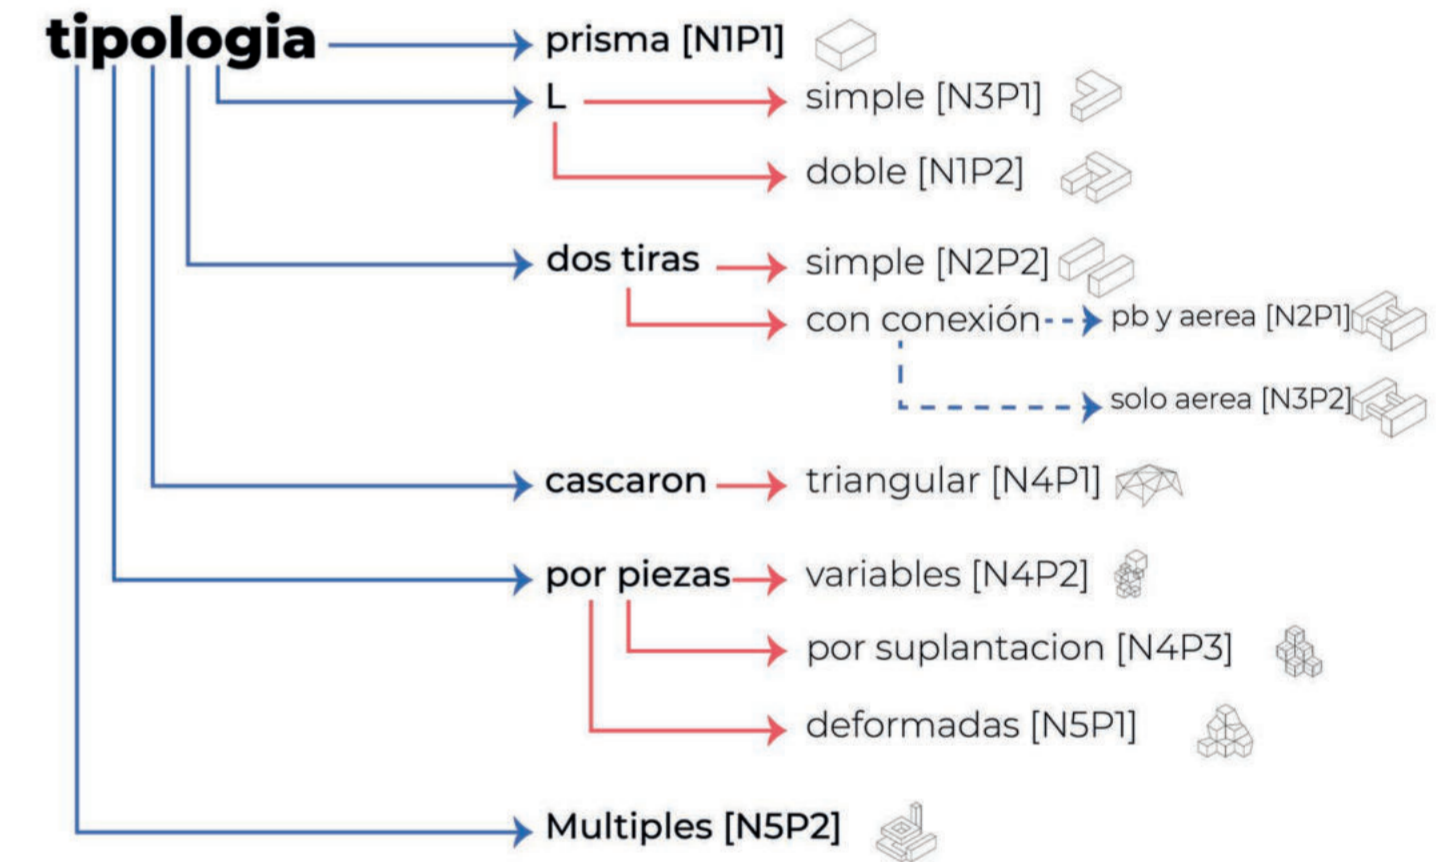 tipologia
prisma [N1P1]
L
simple [N3P1]
doble [N1P2]
dos tiras
simple [N2P2]
con conexión
pb y aerea [N2P1]
solo aerea [N3P2]
cascaron
triangular [N4P1]
por piezas
variables [N4P2]
por suplantacion [N4P3]
deformadas [N5P1]
Multiples [N5P2]